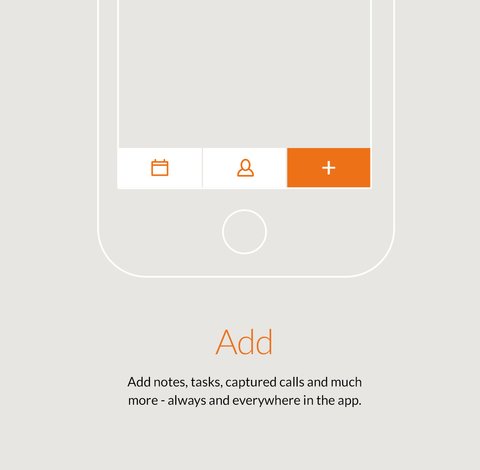 Add
Add notes, tasks, captured calls and much
more - always and everywhere in the app.